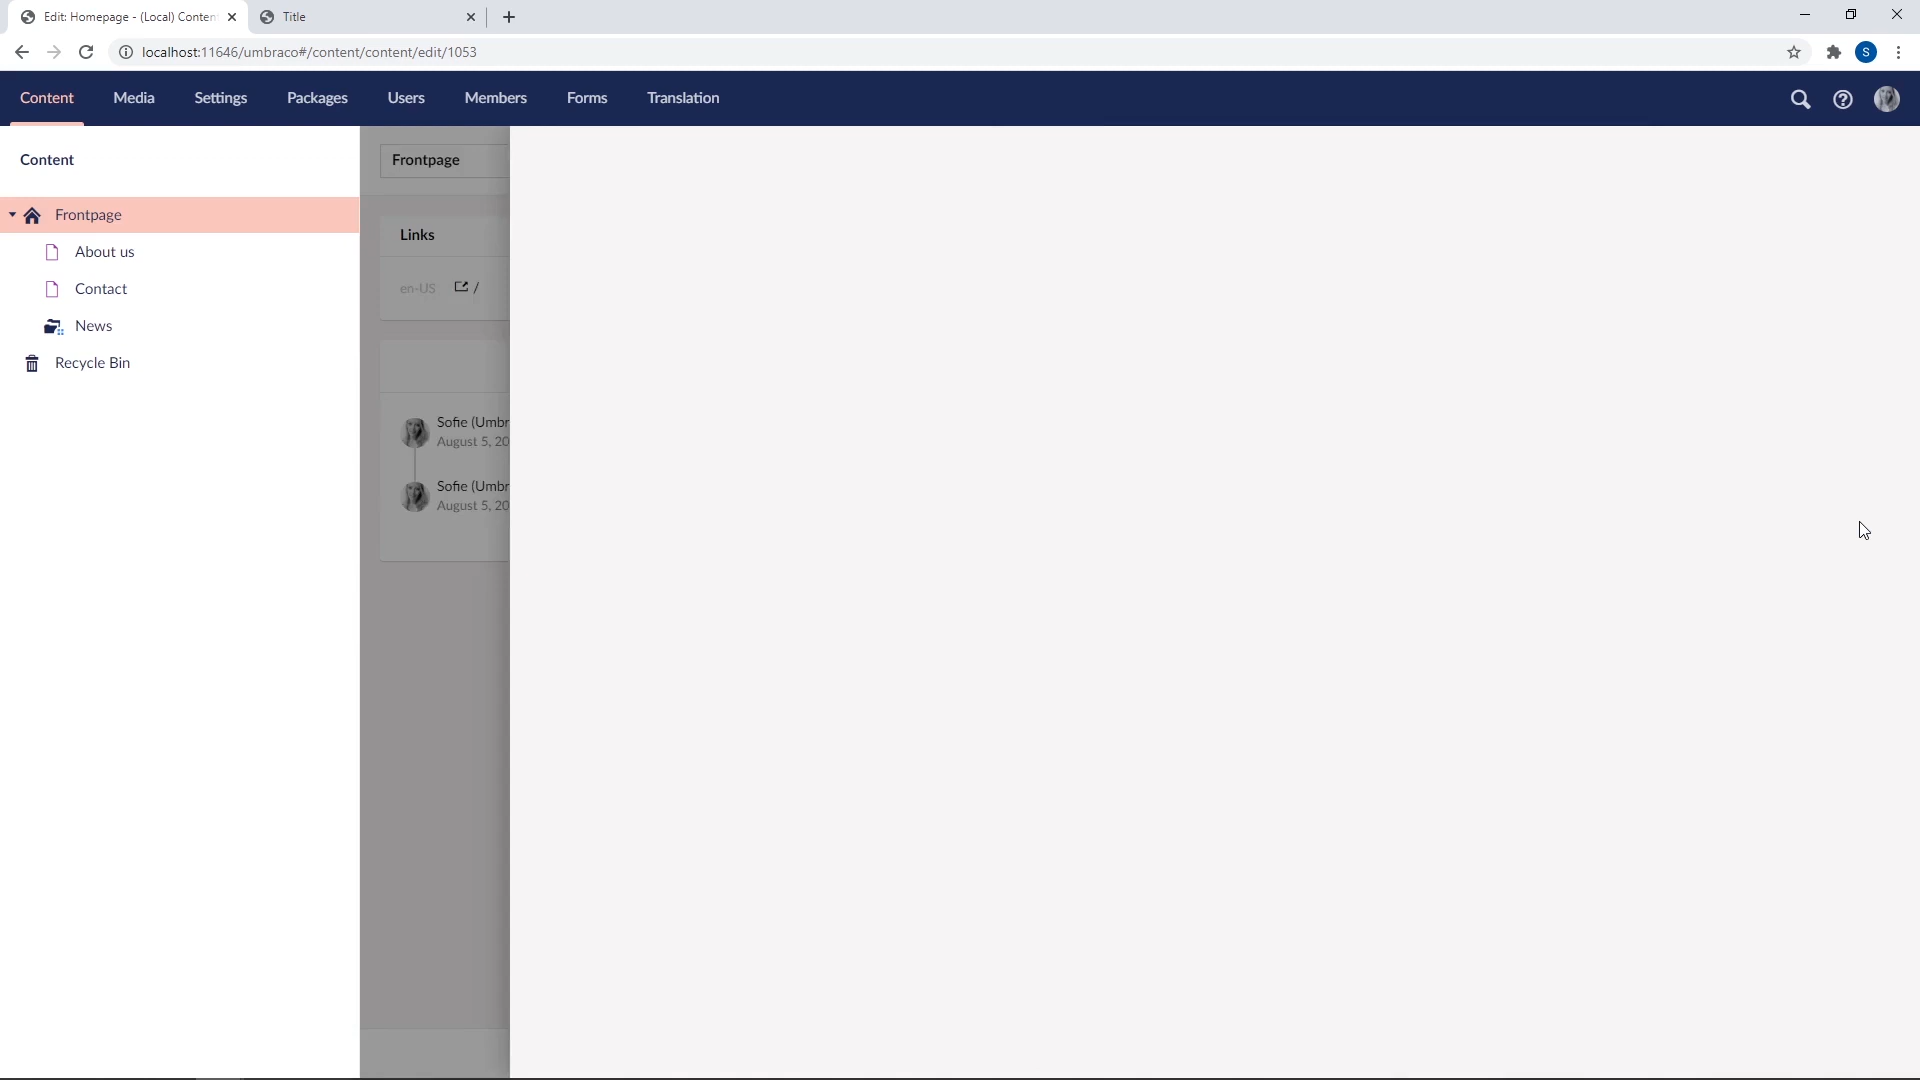 Edit: Homepage - (Local) Conten
Title
localhost:11646/umbraco#/content/content/edit/1053
S
Content Media Settings Packages Users Members Forms Translation
Content
Frontpage
About us
Contact
News
Recycle Bin
Frontpage
Links
en-US /
Sofie (Umbr
August 5, 20
Sofie (Umbr
August 5, 20